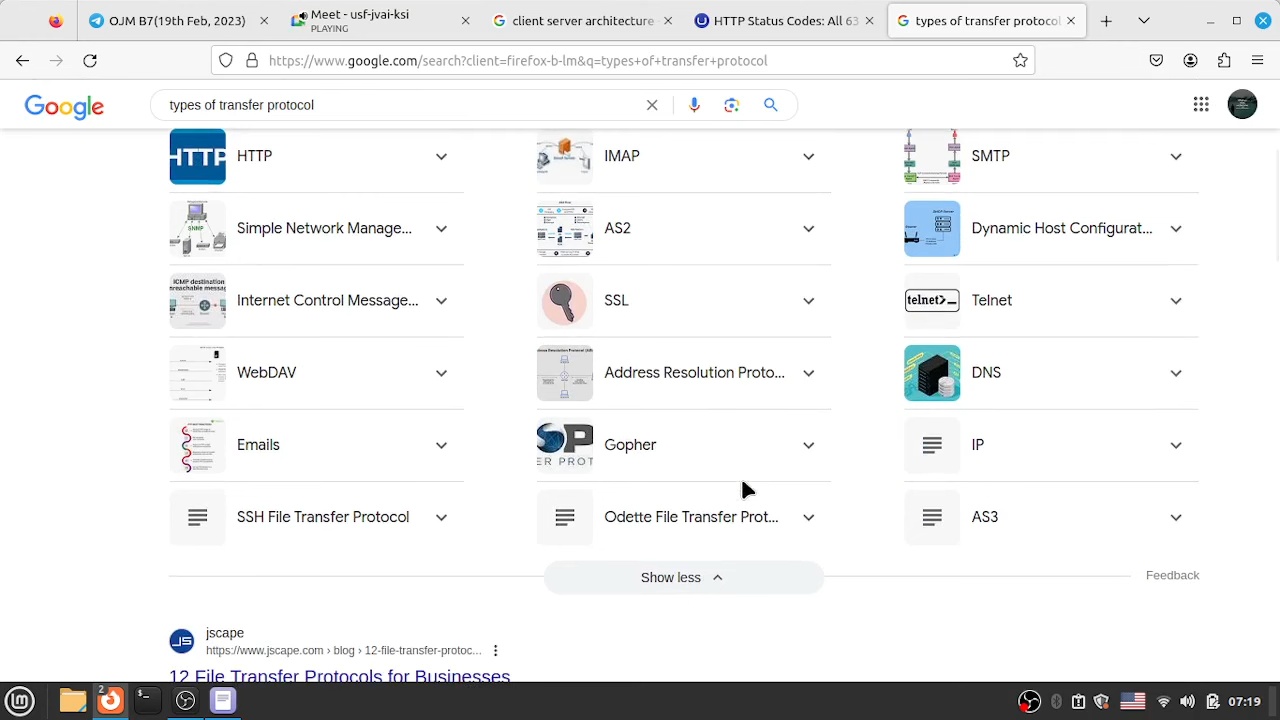 OJM B7(19th Feb, 2023)
Meet - usf-jvai-ksi
PLAYING
client server architecture -
HTTP Status Codes: All 63
types of transfer protocol
https://www.google.com/search?client=firefox-b-lm&q=types+of+transfer+protocol
Google
types of transfer protocol
HTTP
IMAP
SMTP
Simple Network Manage...
AS2
Dynamic Host Configurat...
Internet Control Message...
SSL
Telnet
WebDAV
Address Resolution Proto...
DNS
Emails
Gopher
IP
SSH File Transfer Protocol
Odette File Transfer Prot...
AS3
Show less
Feedback
jscape
https://www.jscape.com › blog › 12-file-transfer-protoc...
12 File Transfer Protocols for Businesses
07:19